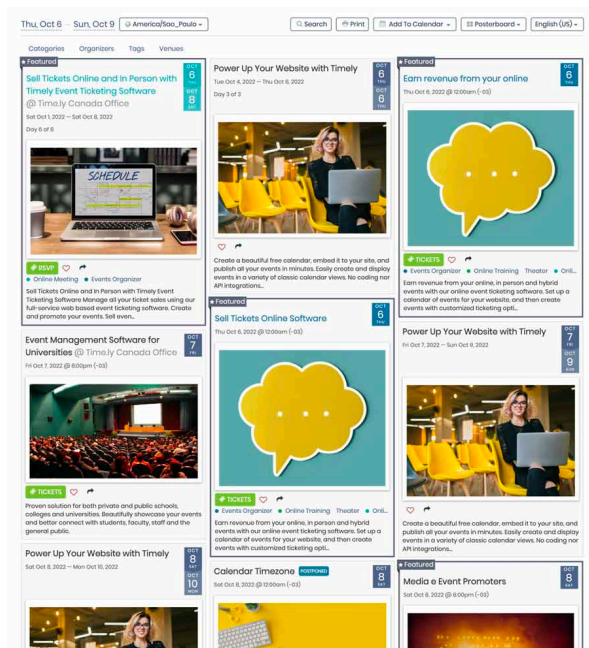 Thu, Oct 6 - Sun, Oct 9 America/Sao_Paulo Search Print Add To Calendar Posterboard English (US)
Categories Organizers Tags Venues
★ Featured
Sell Tickets Online and In Person with
Timely Event Ticketing Software
@ Time.ly Canada Office
OCT
6
THU
OCT
8
SAT
Sat Oct 1, 2022 — Sat Oct 8, 2022
Day 6 of 8
SCHEDULE
RSVP
Online Meeting Events Organizer
Sell Tickets Online and In Person with Timely Event
Ticketing Software Manage all your ticket sales using our
full-service web based event ticketing software. Create
and promote your events. Sell even...
Event Management Software for
Universities @ Time.ly Canada Office
OCT
7
FRI
Fri Oct 7, 2022 @ 8:00pm (-03)
TICKETS
Proven solution for both private and public schools,
colleges and universities. Beautifully showcase your events
and better connect with students, faculty, staff and the
general public.
Power Up Your Website with Timely
OCT
8
SAT
OCT
10
MON
Sat Oct 8, 2022 — Mon Oct 10, 2022
Power Up Your Website with Timely
OCT
6
THU
OCT
6
THU
Tue Oct 4, 2022 — Thu Oct 6, 2022
Day 3 of 3
Create a beautiful free calendar, embed it to your site, and
publish all your events in minutes. Easily create and display
events in a variety of classic calendar views. No coding nor
API integrations...
★ Featured
Sell Tickets Online Software
OCT
6
THU
Thu Oct 6, 2022 @ 12:00am (-03)
TICKETS
Events Organizer Online Training Theater Onli...
Earn revenue from your online, in person and hybrid
events with our online event ticketing software. Set up a
calendar of events for your website, and then create
events with customized ticketing opti...
Calendar Timezone POSTPONED
OCT
8
SAT
Sat Oct 8, 2022 @ 12:00am (-03)
★ Featured
Earn revenue from your online
OCT
6
THU
Thu Oct 6, 2022 @ 12:00am (-03)
TICKETS
Events Organizer Online Training Theater Onli...
Earn revenue from your online, in person and hybrid
events with our online event ticketing software. Set up a
calendar of events for your website, and then create
events with customized ticketing opti...
Power Up Your Website with Timely
OCT
7
FRI
OCT
9
SUN
Fri Oct 7, 2022 — Sun Oct 9, 2022
Create a beautiful free calendar, embed it to your site, and
publish all your events in minutes. Easily create and display
events in a variety of classic calendar views. No coding nor
API integrations...
★ Featured
Media e Event Promoters
OCT
8
SAT
Sat Oct 8, 2022 @ 8:00pm (-03)